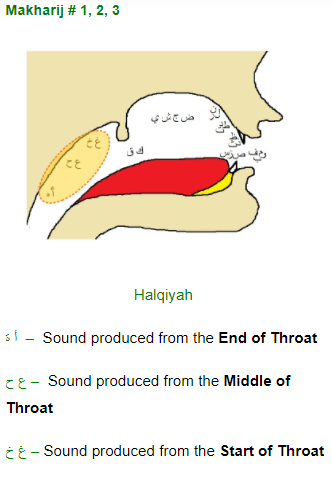 Makharij # 1, 2, 3
ض ج ش ي
ك ق
غ خ
ع ح
أ ه
Halqiyah
أ ء – Sound produced from the End of Throat
ع ح – Sound produced from the Middle of
Throat
غ خ – Sound produced from the Start of Throat